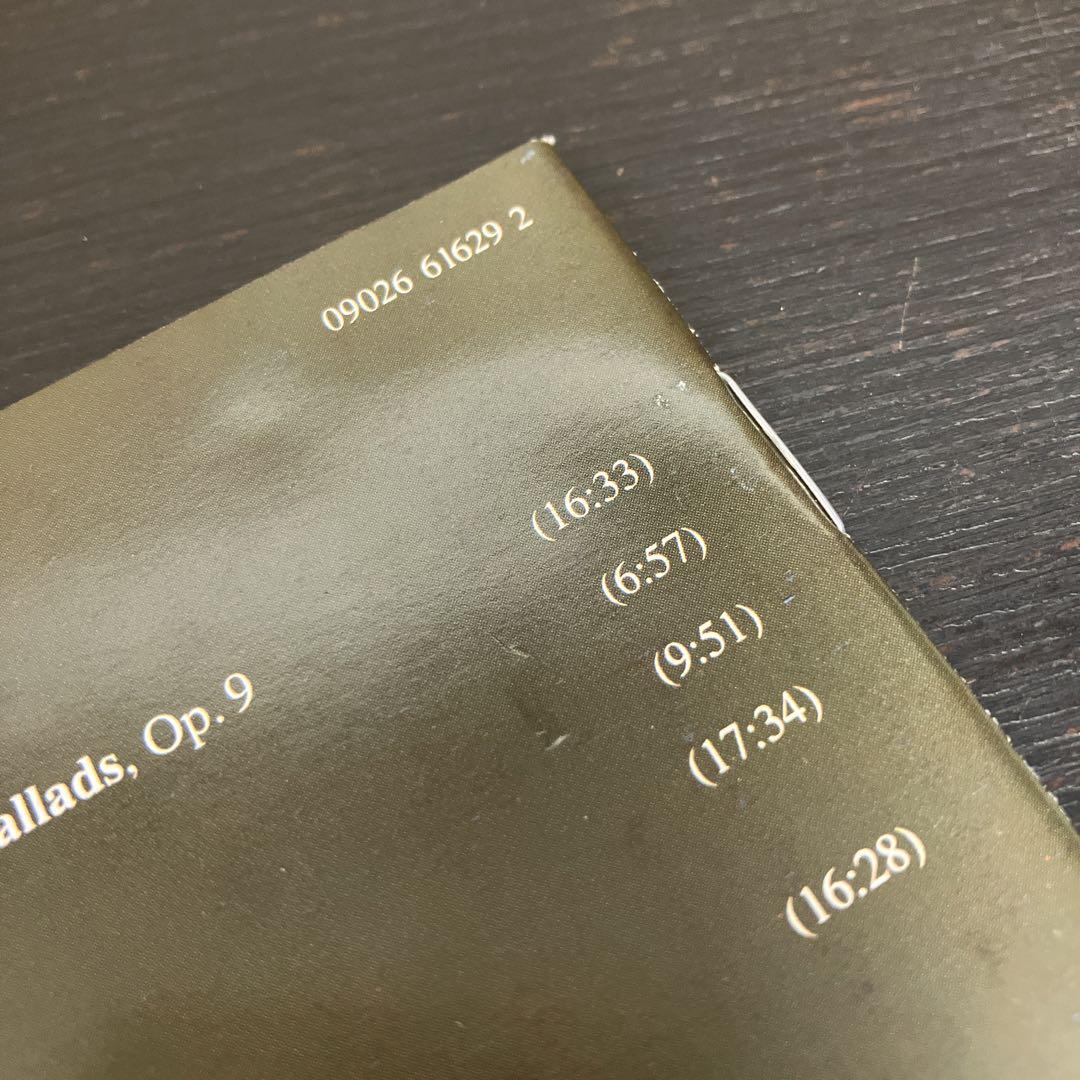 09026 61629 2
(16:33)
(6:57)
(9:51)
allads, Op. 9 (17:34)
(16:28)